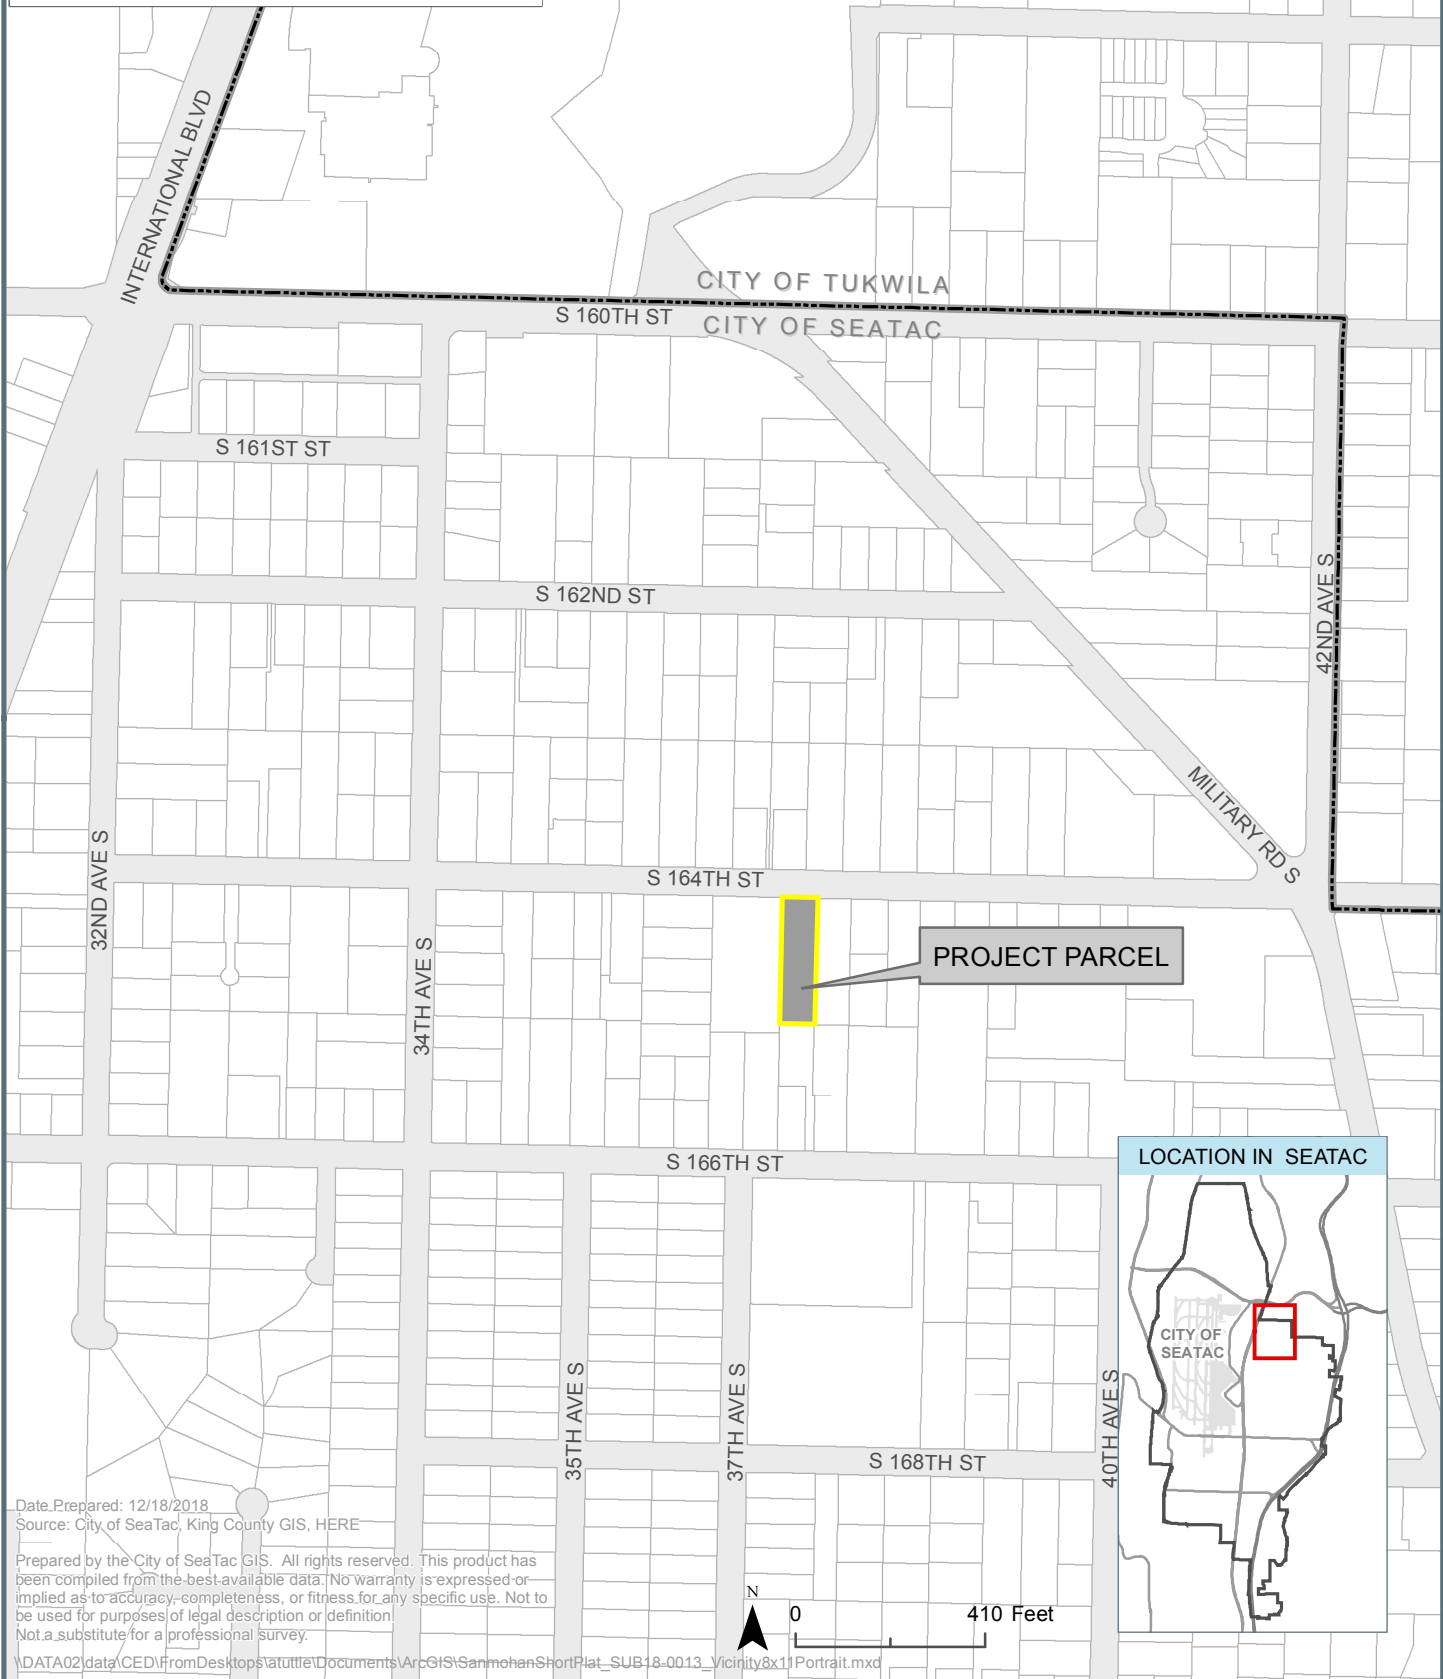 INTERNATIONAL BLVD
CITY OF TUKWILA
S 160TH ST
CITY OF SEATAC
S 161ST ST
42ND AVE S
S 162ND ST
MILITARY RD S
32ND AVE S
S 164TH ST
34TH AVE S
PROJECT PARCEL
S 166TH ST
LOCATION IN SEATAC
CITY OF
SEATAC
35TH AVE S
37TH AVE S
40TH AVE S
S 168TH ST
Date Prepared: 12/18/2018
Source: City of SeaTac, King County GIS, HERE
Prepared by the City of SeaTac GIS. All rights reserved. This product has
been compiled from the best available data. No warranty is expressed or
implied as to accuracy, completeness, or fitness for any specific use. Not to
be used for purposes of legal description or definition.
Not a substitute for a professional survey.
N
0 410 Feet
\\DATA02\data\CED\FromDesktops\atuttle\Documents\ArcGIS\SanmohanShortPlat_SUB18-0013_Vicinity8x11Portrait.mxd